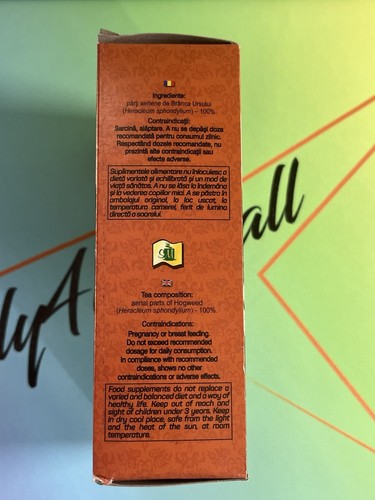 Ingrediente:
părți aeriene de Brânca Ursului
(Heracleum sphondylium) - 100%.
Contraindicații:
Sarcină, alăptare. A nu se depăși doza
recomandată pentru consumul zilnic.
Respectând dozele recomandate, nu
prezintă alte contraindicații sau
efecte adverse.
Suplimentele alimentare nu înlocuiesc o
dietă variată și echilibrată și un mod de
viață sănătos. A nu se lăsa la îndemâna
și la vederea copiilor mici. A se păstra în
ambalajul original, la loc uscat, la
temperatura camerei, ferit de lumina
directă a soarelui.
Tea composition:
aerial parts of Hogweed
(Heracleum sphondylium) - 100%.
Contraindications:
Pregnancy or breast feeding.
Do not exceed recommended
dosage for daily consumption.
In compliance with recommended
doses, shows no other
contraindications or adverse effects.
Food supplements do not replace a
varied and balanced diet and a way of
healthy life. Keep out of reach and
sight of children under 3 years. Keep
in dry cool place, safe from the light
and the heat of the sun, at room
temperature.
lyA
all